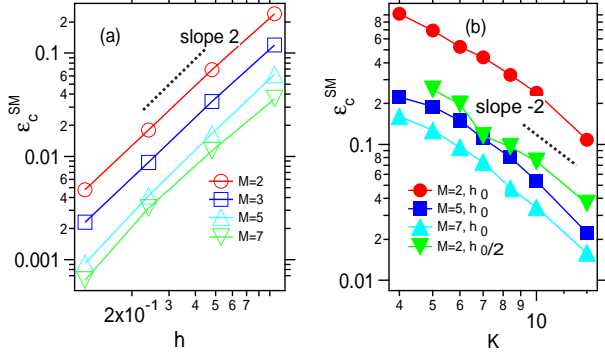 (a)
slope 2
ε_c^SM
0.1
6
4
2
0.01
6
4
2
0.001
M=2
M=3
M=5
M=7
2x10^-1
3
4
5
6
7
h
(b)
slope -2
ε_c^SM
8
6
4
2
0.1
8
6
4
2
0.01
M=2, h_0
M=5, h_0
M=7, h_0
M=2, h_0/2
4
5
6
7
8
9
10
K